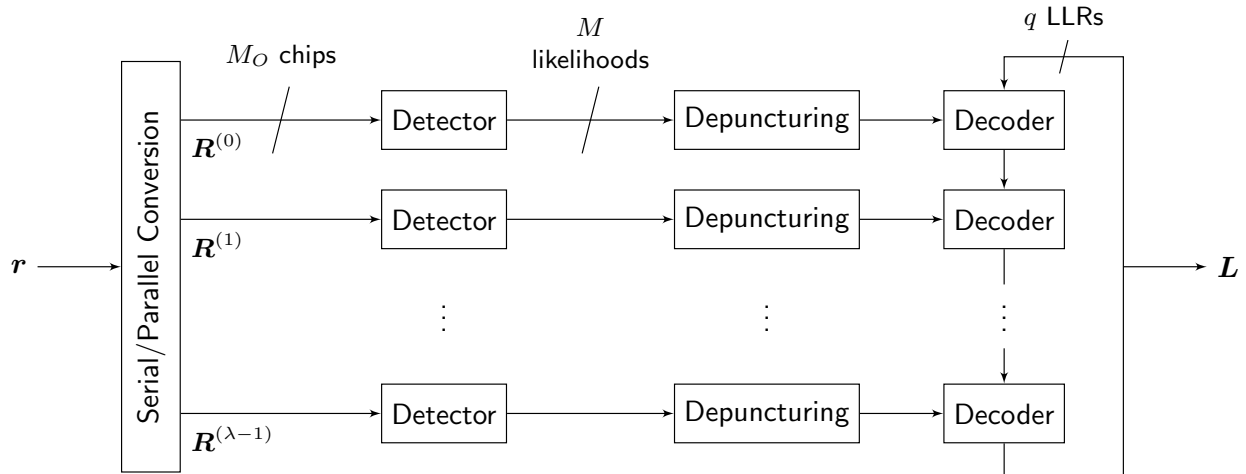 q LLRs
M_O chips
M
likelihoods
Serial/Parallel Conversion
Detector
Depuncturing
Decoder
R^(0)
Detector
Depuncturing
Decoder
R^(1)
r
L
⋮
⋮
⋮
Detector
Depuncturing
Decoder
R^(λ−1)